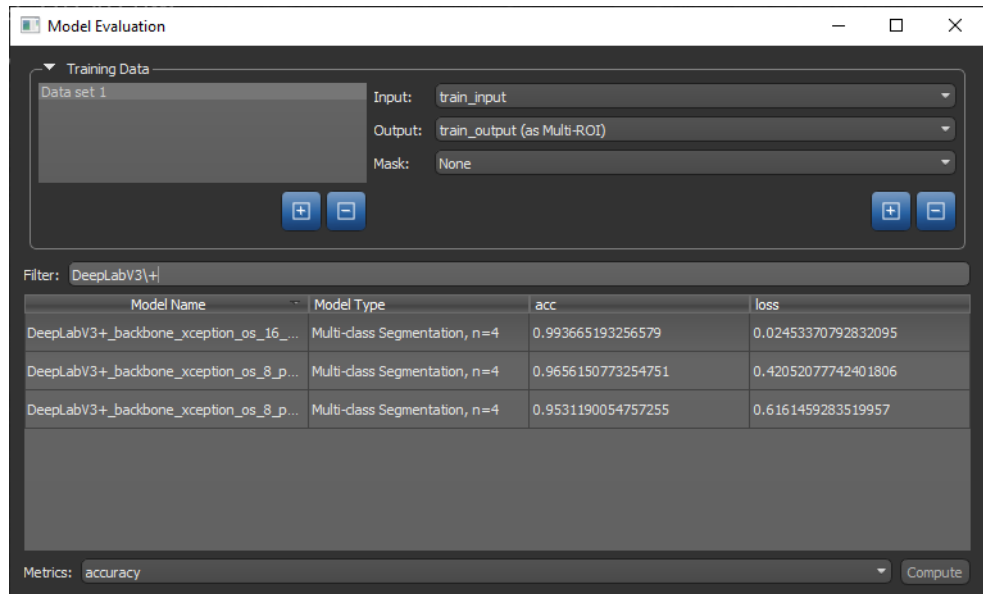 Model Evaluation
Training Data
Data set 1
Input: train_input
Output: train_output (as Multi-ROI)
Mask: None
Filter: DeepLabV3\+
Model Name Model Type acc loss
DeepLabV3+_backbone_xception_os_16_... Multi-class Segmentation, n=4 0.993665193256579 0.02453370792832095
DeepLabV3+_backbone_xception_os_8_p... Multi-class Segmentation, n=4 0.9656150773254751 0.42052077742401806
DeepLabV3+_backbone_xception_os_8_p... Multi-class Segmentation, n=4 0.9531190054757255 0.6161459283519957
Metrics: accuracy Compute